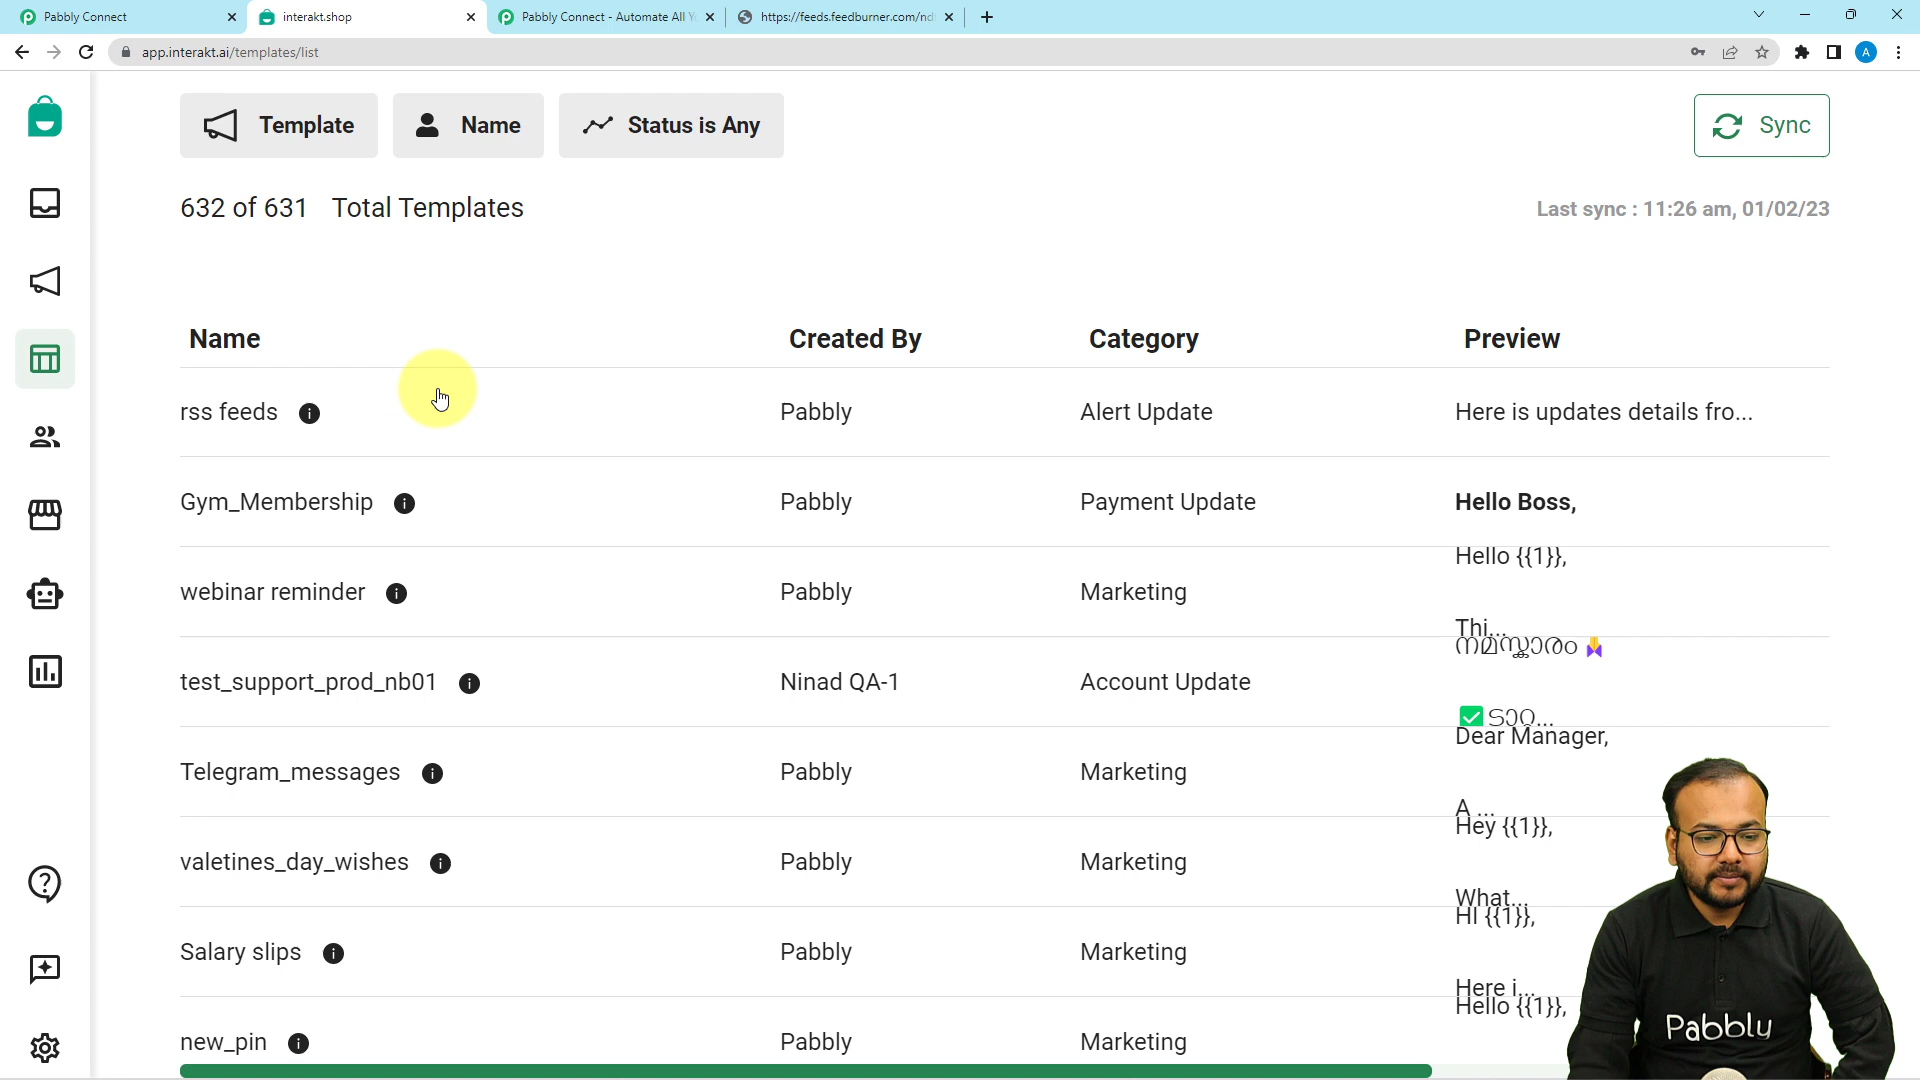 Pabbly Connect
interakt.shop
Pabbly Connect - Automate All Y
https://feeds.feedburner.com/nd
app.interakt.ai/templates/list
A
Template
Name
Status is Any
Sync
632 of 631 Total Templates
Last sync : 11:26 am, 01/02/23
Name Created By Category Preview
rss feeds Pabbly Alert Update Here is updates details fro...
Gym_Membership Pabbly Payment Update Hello Boss,
Hello {{1}},
webinar reminder Pabbly Marketing
Thi...
നമസ്കാരം 🙏
test_support_prod_nb01 Ninad QA-1 Account Update
✅
Dear Manager,
Telegram_messages Pabbly Marketing
A ...
Hey {{1}},
valetines_day_wishes Pabbly Marketing
What...
HI {{1}},
Salary slips Pabbly Marketing
Here i...
Hello {{1}},
new_pin Pabbly Marketing
Pabbly